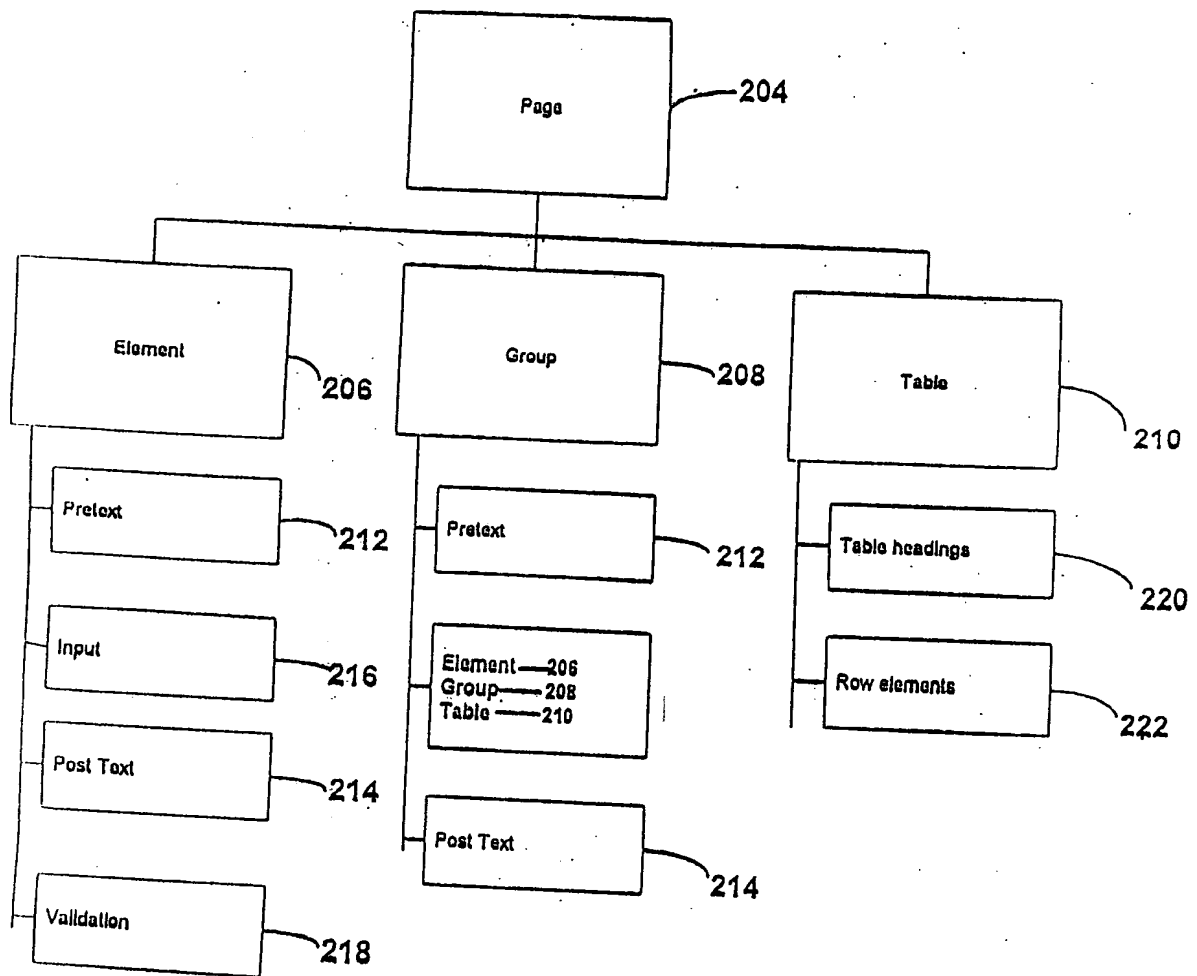 Page
204
Element
206
Group
208
Table
210
Pretext
212
Pretext
212
Table headings
220
Input
216
Element 206
Group 208
Table 210
Row elements
222
Post Text
214
Post Text
214
Validation
218